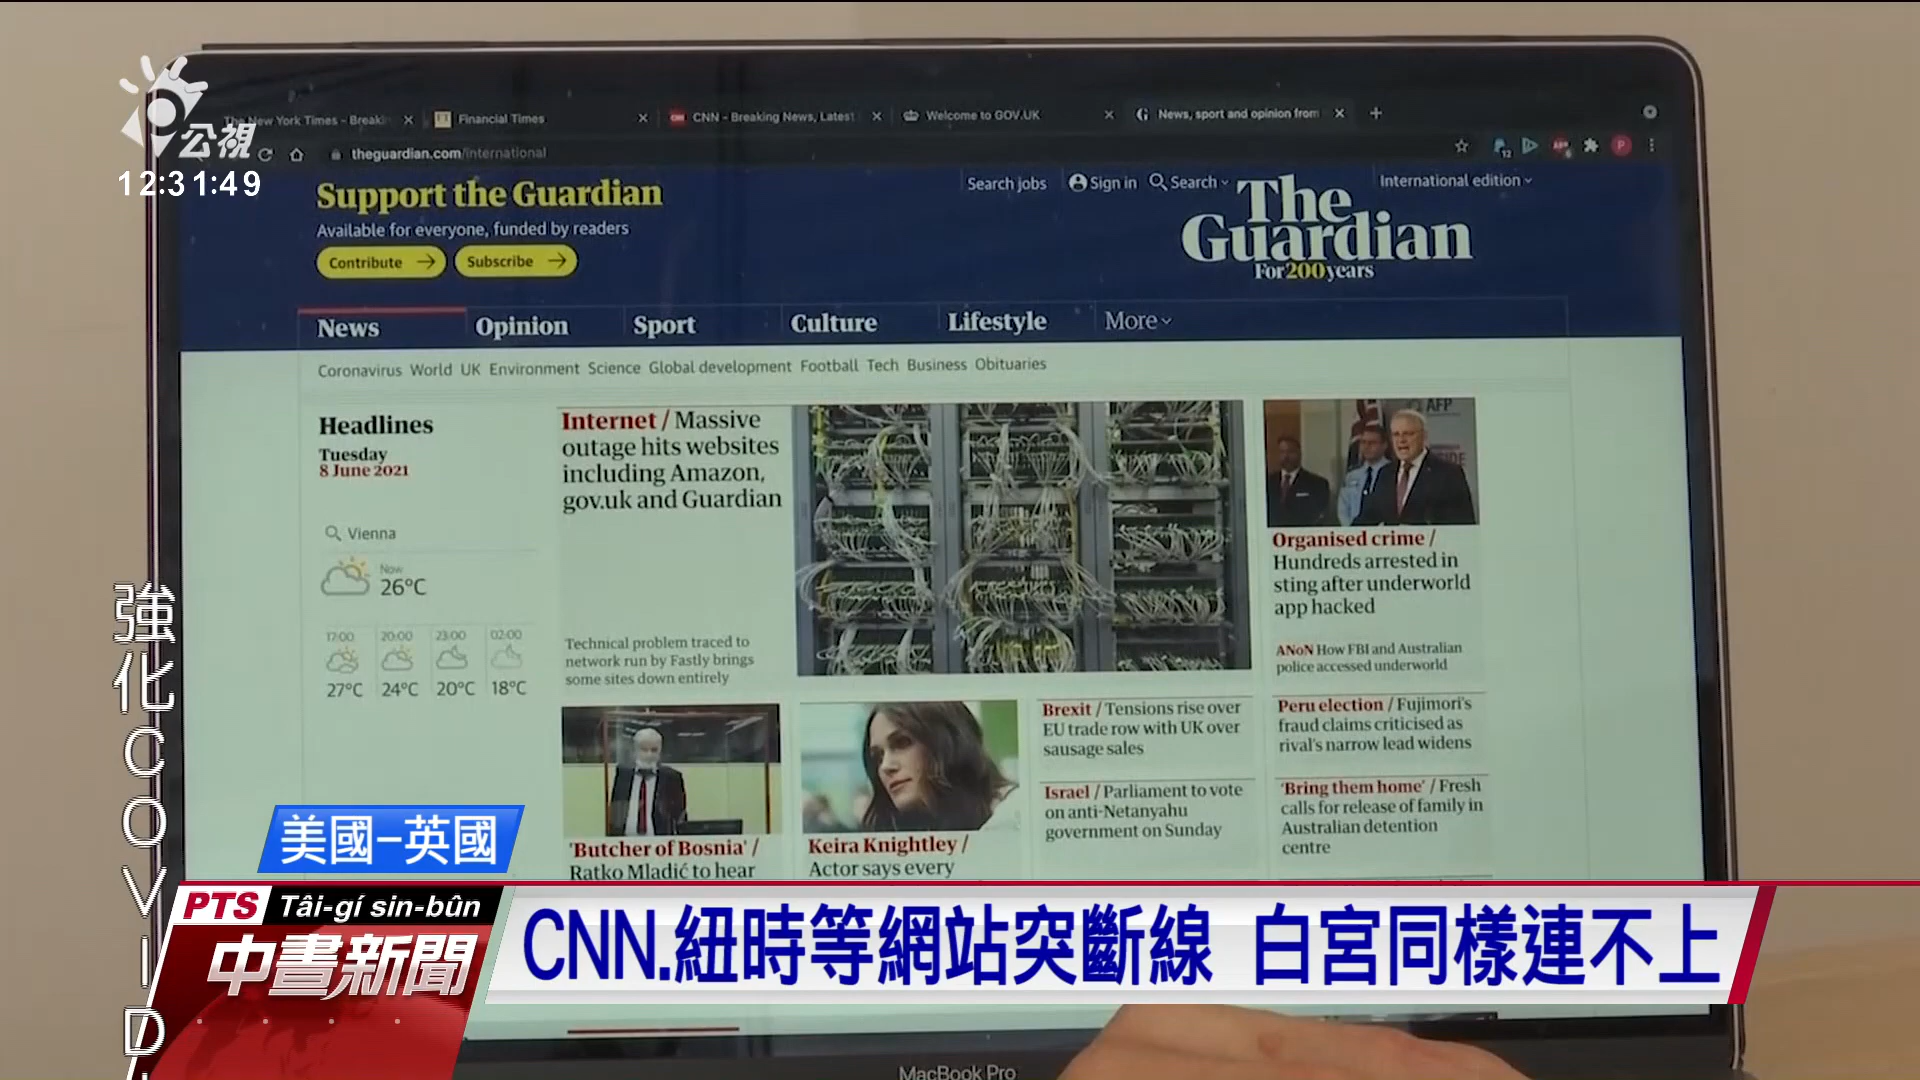 公視
12:31:49
The New York Times - Break
Financial Times
CNN - Breaking News, Latest
Welcome to GOV.UK
News, sport and opinion from
theguardian.com/international
Support the Guardian
Available for everyone, funded by readers
Contribute
Subscribe
Search jobs
Sign in
Search
International edition
The
Guardian
For 200 years
News
Opinion
Sport
Culture
Lifestyle
More
Coronavirus World UK Environment Science Global development Football Tech Business Obituaries
Headlines
Tuesday
8 June 2021
Vienna
Now
26°C
17:00 20:00 23:00 02:00
27°C 24°C 20°C 18°C
Internet / Massive
outage hits websites
including Amazon,
gov.uk and Guardian
Technical problem traced to
network run by Fastly brings
some sites down entirely
AFP
Organised crime /
Hundreds arrested in
sting after underworld
app hacked
ANoN How FBI and Australian
police accessed underworld
'Butcher of Bosnia' /
Ratko Mladić to hear
Keira Knightley /
Actor says every
Brexit / Tensions rise over
EU trade row with UK over
sausage sales
Israel / Parliament to vote
on anti-Netanyahu
government on Sunday
Peru election / Fujimori's
fraud claims criticised as
rival's narrow lead widens
'Bring them home' / Fresh
calls for release of family in
Australian detention
centre
強化COVID
美國-英國
PTS Tâi-gí sin-bûn
中晝新聞
CNN.紐時等網站突斷線 白宮同樣連不上
MacBook Pro